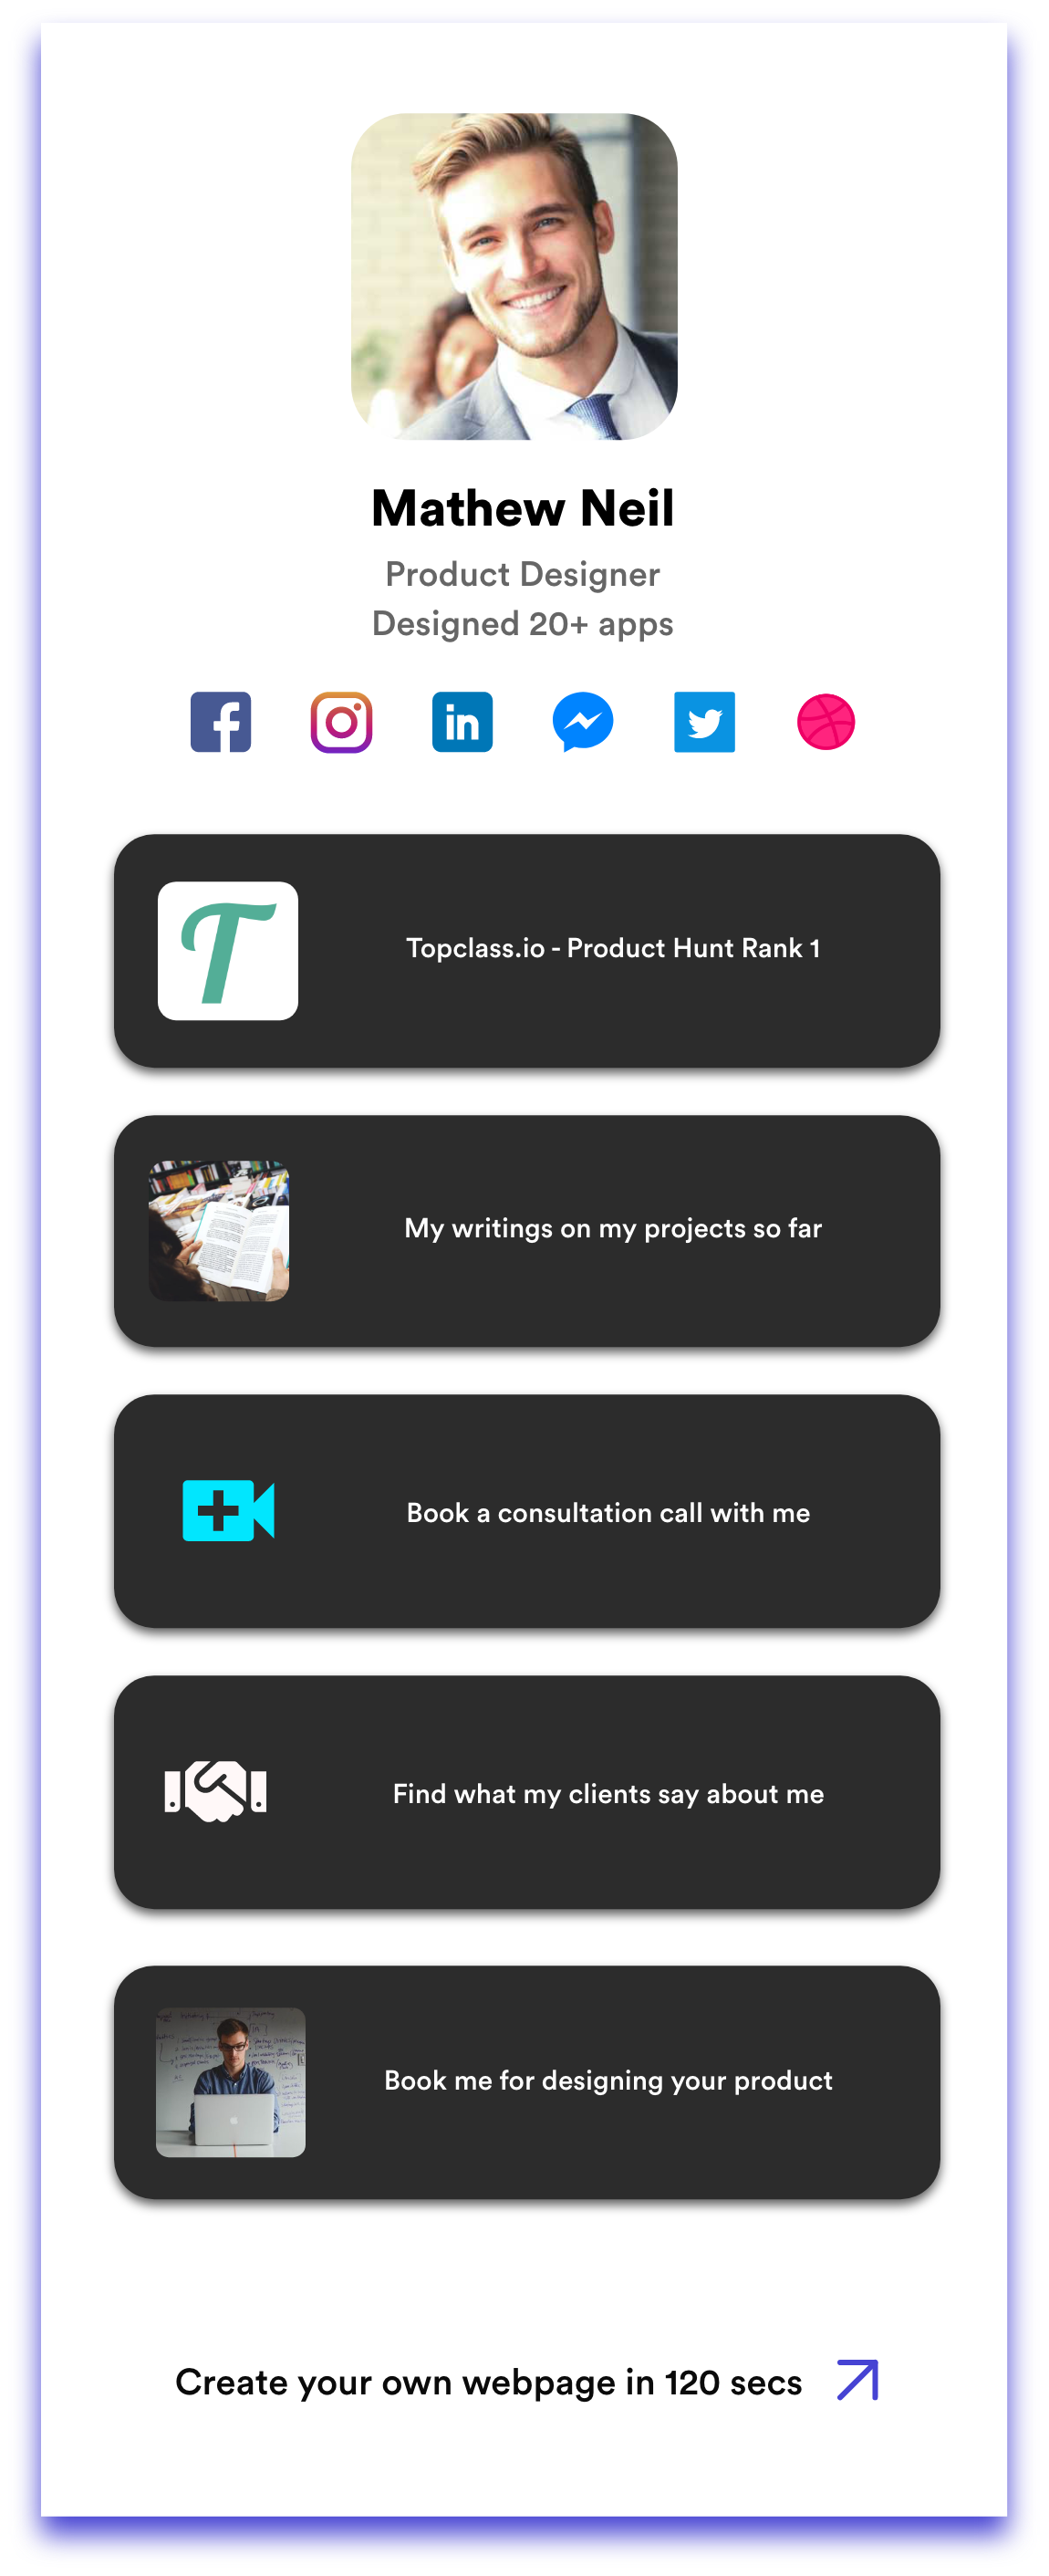 Mathew Neil
Product Designer
Designed 20+ apps
f
in
T
Topclass.io - Product Hunt Rank 1
My writings on my projects so far
Book a consultation call with me
Find what my clients say about me
Book me for designing your product
Create your own webpage in 120 secs